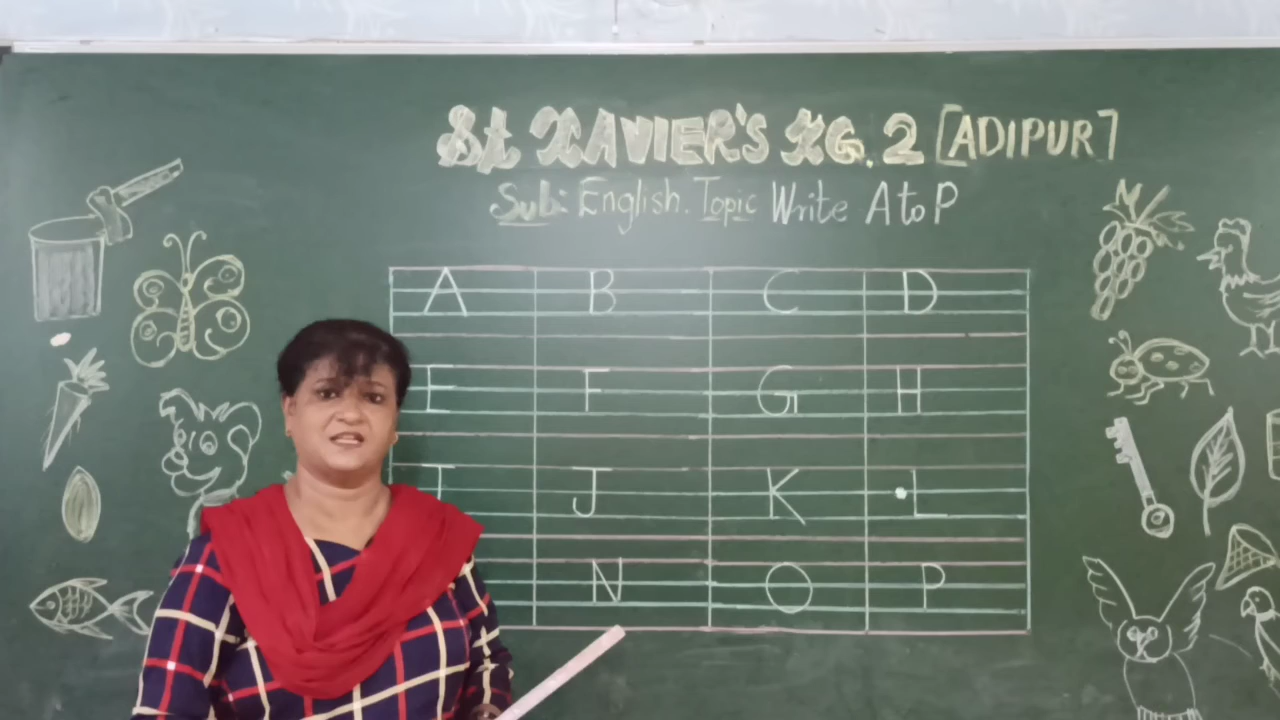 St. XAVIER'S KG. 2 [ADIPUR]
Sub: English. Topic Write A to P
A B C D
E F G H
I J K L
N O P